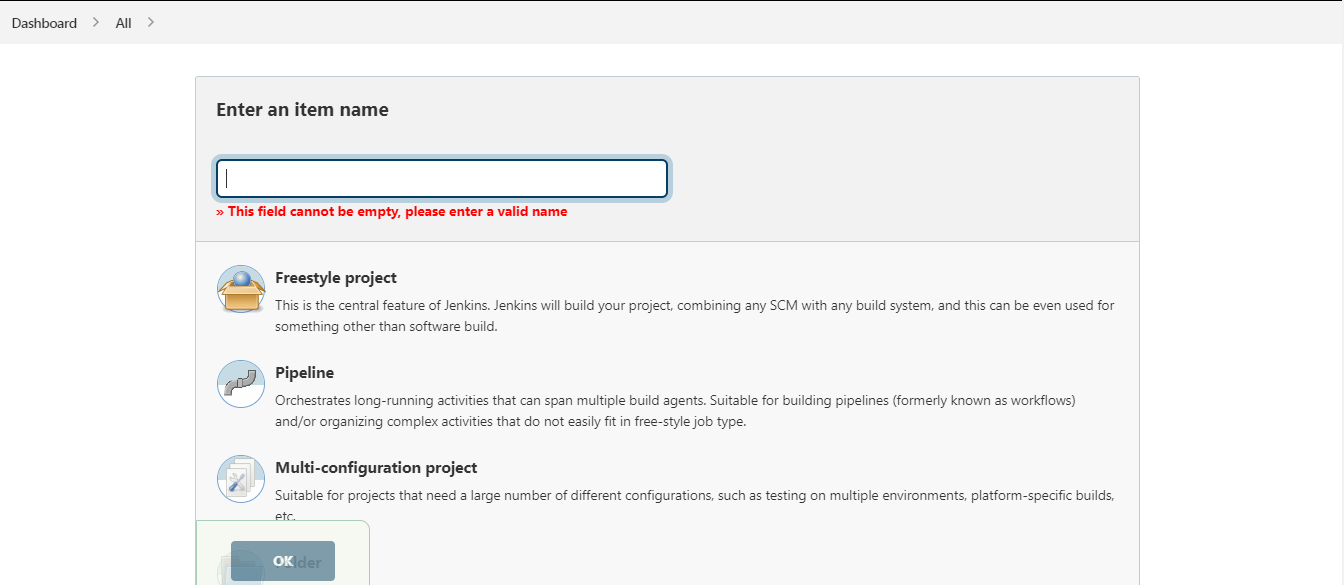 Dashboard > All >
Enter an item name
» This field cannot be empty, please enter a valid name
Freestyle project
This is the central feature of Jenkins. Jenkins will build your project, combining any SCM with any build system, and this can be even used for
something other than software build.
Pipeline
Orchestrates long-running activities that can span multiple build agents. Suitable for building pipelines (formerly known as workflows)
and/or organizing complex activities that do not easily fit in free-style job type.
Multi-configuration project
Suitable for projects that need a large number of different configurations, such as testing on multiple environments, platform-specific builds,
etc.
OK